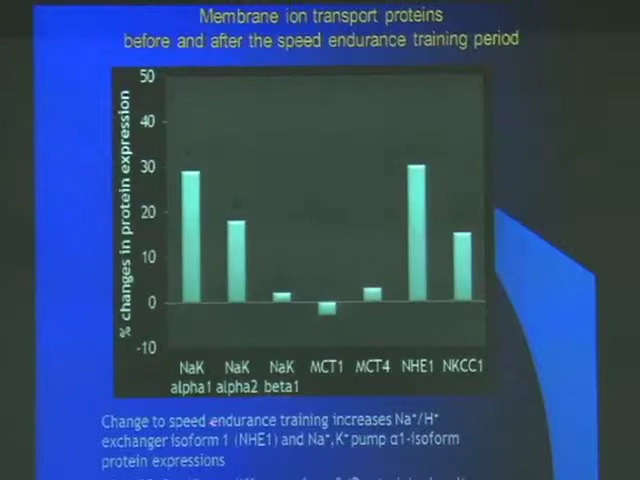 Membrane ion transport proteins
before and after the speed endurance training period
% changes in protein expression
50
40
30
20
10
0
-10
NaK alpha1
NaK alpha2
NaK beta1
MCT1
MCT4
NHE1
NKCC1
Change to speed endurance training increases Na⁺/H⁺
exchanger isoform 1 (NHE1) and Na⁺,K⁺ pump α1-isoform
protein expressions